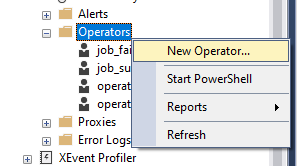 Alerts
Operators
New Operator...
job_fai
job_su
Start PowerShell
operat
operat
Reports
Proxies
Error Logs
Refresh
XEvent Profiler